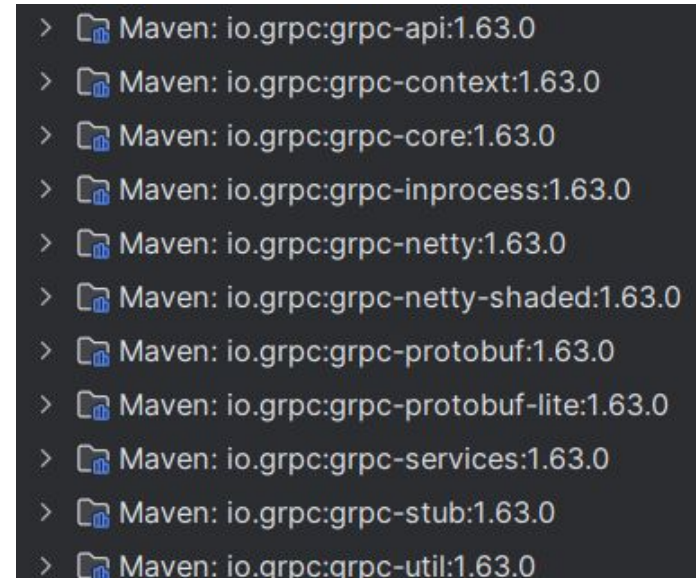 Maven: io.grpc:grpc-api:1.63.0
Maven: io.grpc:grpc-context:1.63.0
Maven: io.grpc:grpc-core:1.63.0
Maven: io.grpc:grpc-inprocess:1.63.0
Maven: io.grpc:grpc-netty:1.63.0
Maven: io.grpc:grpc-netty-shaded:1.63.0
Maven: io.grpc:grpc-protobuf:1.63.0
Maven: io.grpc:grpc-protobuf-lite:1.63.0
Maven: io.grpc:grpc-services:1.63.0
Maven: io.grpc:grpc-stub:1.63.0
Maven: io.grpc:grpc-util:1.63.0